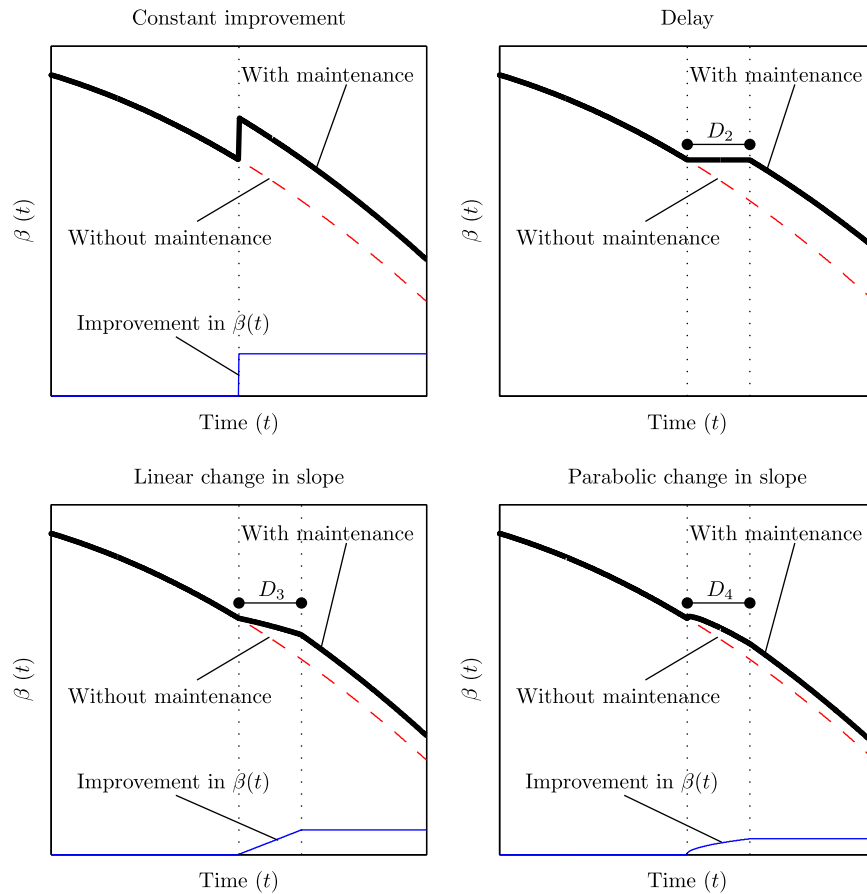 Constant improvement
With maintenance
Without maintenance
Improvement in β(t)
β (t)
Time (t)
Delay
With maintenance
D₂
Without maintenance
β (t)
Time (t)
Linear change in slope
With maintenance
D₃
Without maintenance
Improvement in β(t)
β (t)
Time (t)
Parabolic change in slope
With maintenance
D₄
Without maintenance
Improvement in β(t)
β (t)
Time (t)